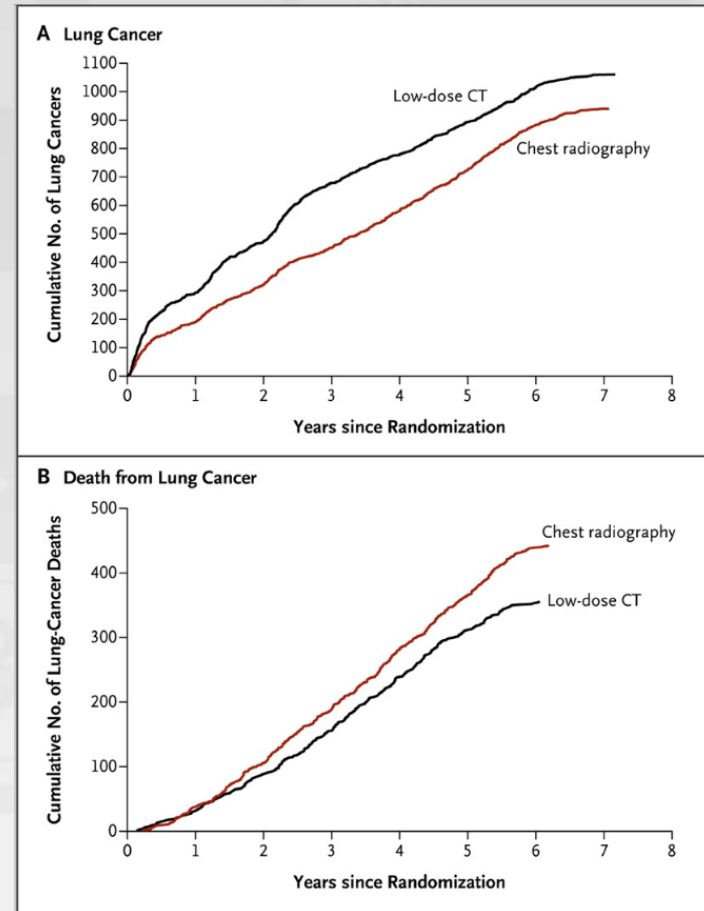 A Lung Cancer
Cumulative No. of Lung Cancers
1100
1000
900
800
700
600
500
400
300
200
100
0
Low-dose CT
Chest radiography
0 1 2 3 4 5 6 7 8
Years since Randomization
B Death from Lung Cancer
Cumulative No. of Lung-Cancer Deaths
500
400
300
200
100
0
Chest radiography
Low-dose CT
0 1 2 3 4 5 6 7 8
Years since Randomization